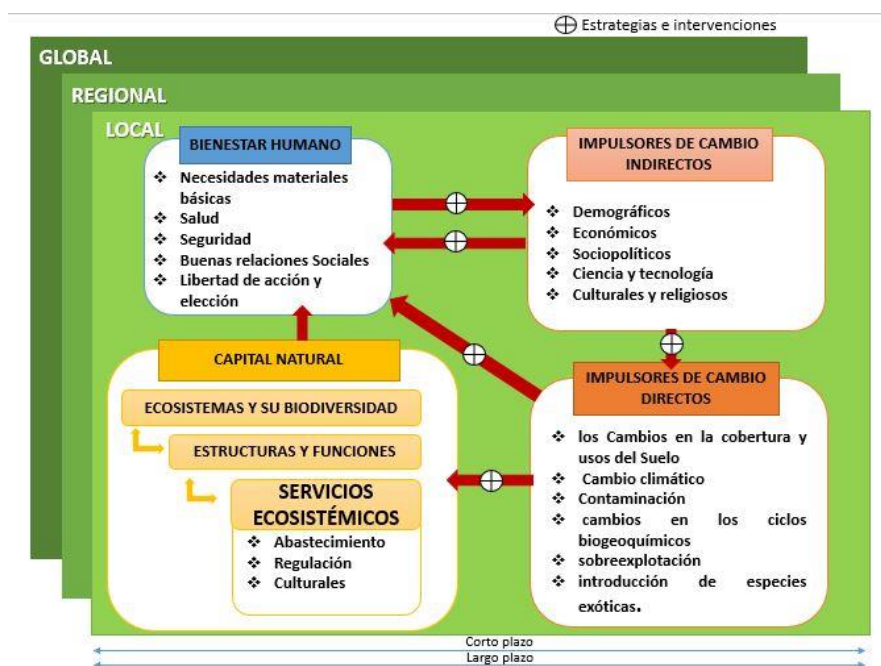 Estrategias e intervenciones
GLOBAL
REGIONAL
LOCAL
BIENESTAR HUMANO
❖ Necesidades materiales
básicas
❖ Salud
❖ Seguridad
❖ Buenas relaciones Sociales
❖ Libertad de acción y
elección
IMPULSORES DE CAMBIO
INDIRECTOS
❖ Demográficos
❖ Económicos
❖ Sociopolíticos
❖ Ciencia y tecnología
❖ Culturales y religiosos
CAPITAL NATURAL
ECOSISTEMAS Y SU BIODIVERSIDAD
ESTRUCTURAS Y FUNCIONES
SERVICIOS
ECOSISTÉMICOS
❖ Abastecimiento
❖ Regulación
❖ Culturales
IMPULSORES DE CAMBIO
DIRECTOS
❖ los Cambios en la cobertura y
usos del Suelo
❖ Cambio climático
❖ Contaminación
❖ cambios en los ciclos
biogeoquímicos
❖ sobreexplotación
❖ introducción de especies
exóticas.
Corto plazo
Largo plazo